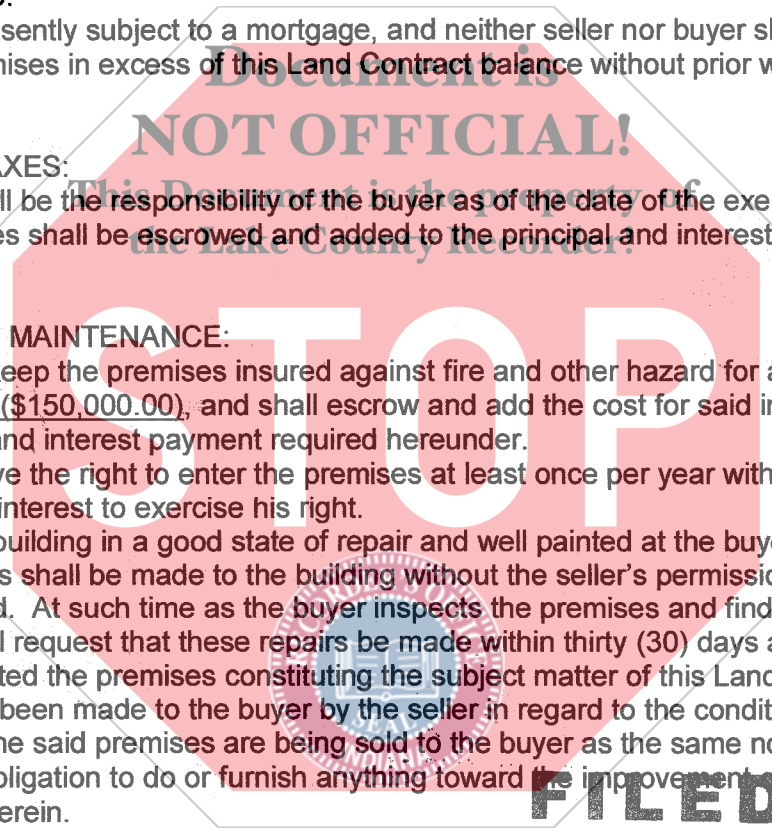 sently subject to a mortgage, and neither seller nor buyer sh
mises in excess of this Land Contract balance without prior w
Document is
NOT OFFICIAL!
AXES:
This Document is the property of
ll be the responsibility of the buyer as of the date of the exe
es shall be escrowed and added to the principal and interest
the Lake County Recorder!
STOP
MAINTENANCE:
keep the premises insured against fire and other hazard for a
($150,000.00), and shall escrow and add the cost for said in
and interest payment required hereunder.
ve the right to enter the premises at least once per year with
interest to exercise his right.
building in a good state of repair and well painted at the buye
s shall be made to the building without the seller's permissio
d. At such time as the buyer inspects the premises and find
l request that these repairs be made within thirty (30) days a
ted the premises constituting the subject matter of this Land
been made to the buyer by the seller in regard to the condit
he said premises are being sold to the buyer as the same no
bligation to do or furnish anything toward the improvement
erein.
SEAL
INDIANA
FILED